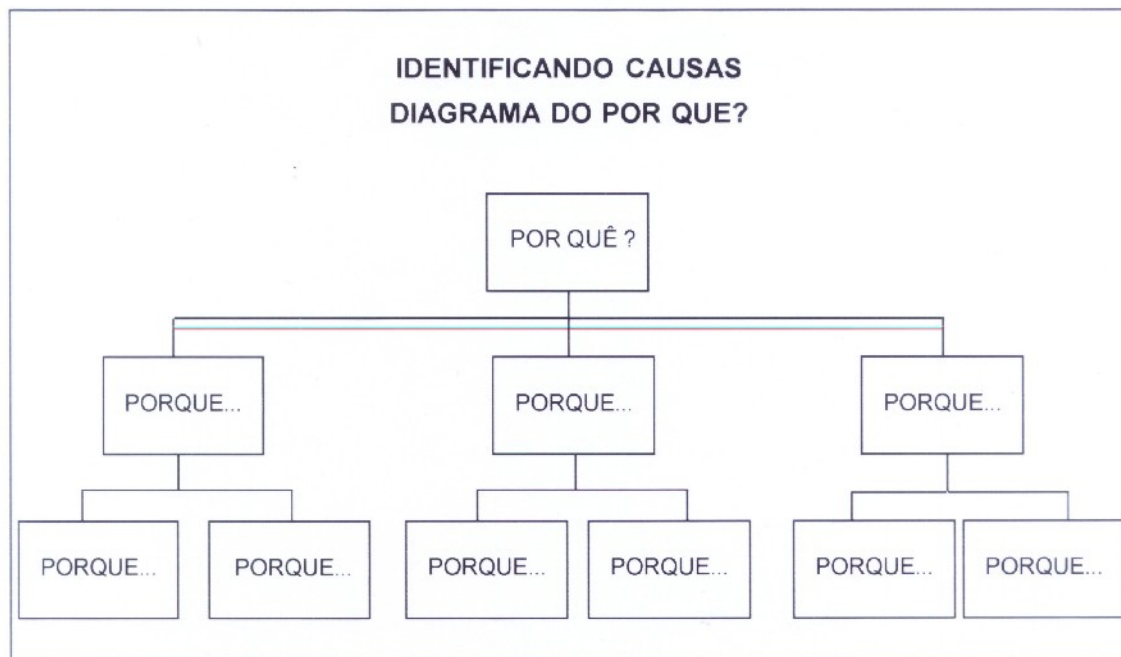 IDENTIFICANDO CAUSAS
DIAGRAMA DO POR QUE?
POR QUÊ ?
PORQUE...
PORQUE...
PORQUE...
PORQUE...
PORQUE...
PORQUE...
PORQUE...
PORQUE...
PORQUE...